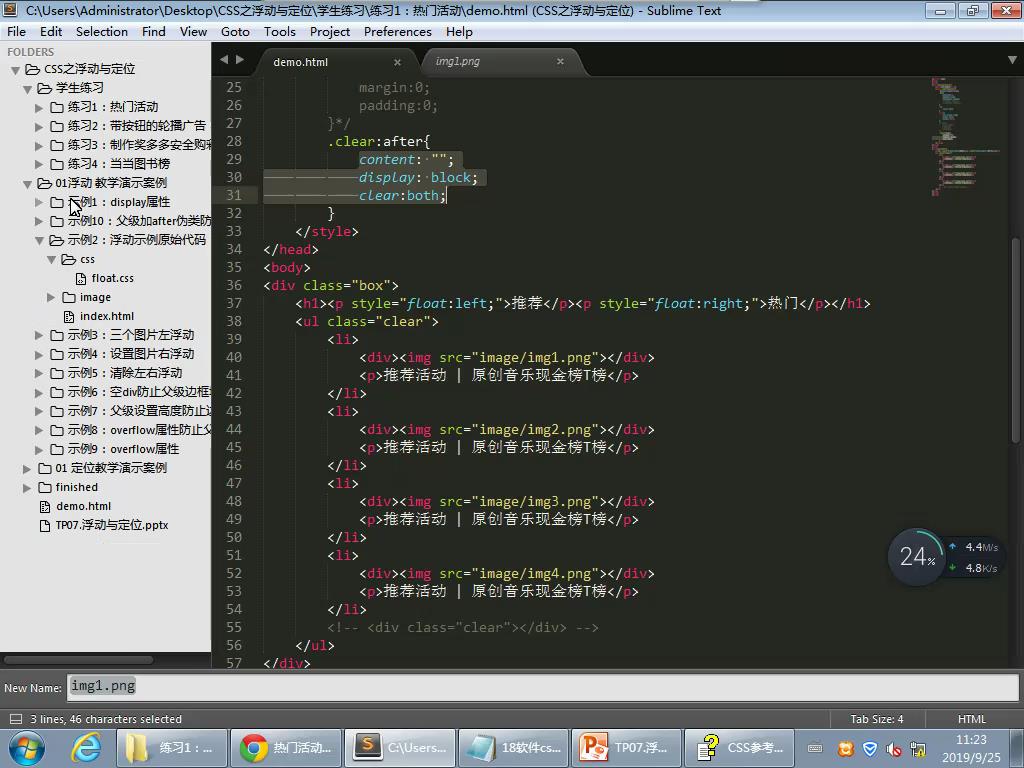 C:\Users\Administrator\Desktop\CSS之浮动与定位\学生练习\练习1：热门活动\demo.html (CSS之浮动与定位) - Sublime Text
File Edit Selection Find View Goto Tools Project Preferences Help
FOLDERS
CSS之浮动与定位
学生练习
练习1：热门活动
练习2：带按钮的轮播广告
练习3：制作奖多多安全购
练习4：当当图书榜
01浮动 教学演示案例
示例1：display属性
示例10：父级加after伪类防
示例2：浮动示例原始代码
css
float.css
image
index.html
示例3：三个图片左浮动
示例4：设置图片右浮动
示例5：清除左右浮动
示例6：空div防止父级边框
示例7：父级设置高度防止
示例8：overflow属性防止父
示例9：overflow属性
01 定位教学演示案例
finished
demo.html
TP07.浮动与定位.pptx
demo.html × img1.png ×
25 margin:0;
26 padding:0;
27 }*/
28 .clear:after{
29 content: "";
30 display: block;
31 clear:both;
32 }
33 </style>
34 </head>
35 <body>
36 <div class="box">
37 <h1><p style="float:left;">推荐</p><p style="float:right;">热门</p></h1>
38 <ul class="clear">
39 <li>
40 <div><img src="image/img1.png"></div>
41 <p>推荐活动 | 原创音乐现金榜T榜</p>
42 </li>
43 <li>
44 <div><img src="image/img2.png"></div>
45 <p>推荐活动 | 原创音乐现金榜T榜</p>
46 </li>
47 <li>
48 <div><img src="image/img3.png"></div>
49 <p>推荐活动 | 原创音乐现金榜T榜</p>
50 </li>
51 <li>
52 <div><img src="image/img4.png"></div>
53 <p>推荐活动 | 原创音乐现金榜T榜</p>
54 </li>
55 <!-- <div class="clear"></div> -->
56 </ul>
57 </div>
24% 4.4M/s
4.8K/s
New Name: img1.png
3 lines, 46 characters selected Tab Size: 4 HTML
练习1：... 热门活动... C:\Users... 18软件cs... TP07.浮... CSS参考... 11:23
2019/9/25